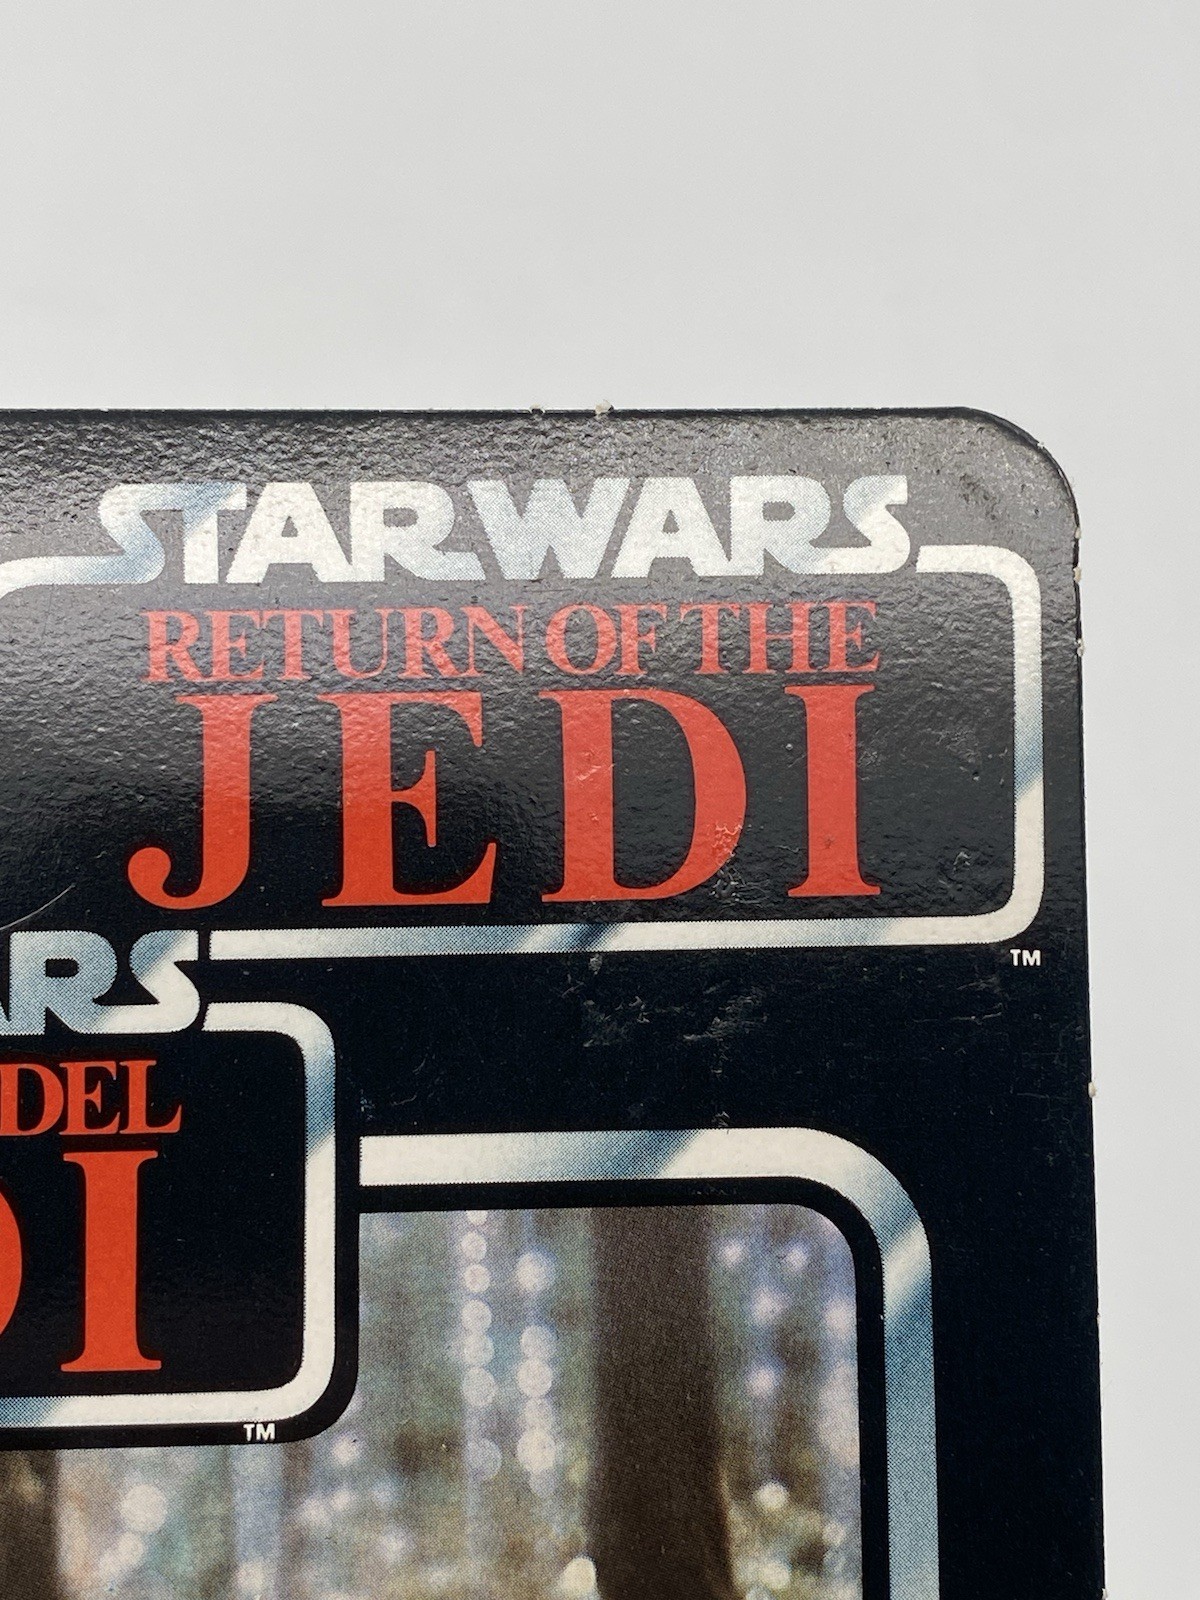 STAR WARS
RETURN OF THE
JEDI
TM
ARS
DEL
DI
TM